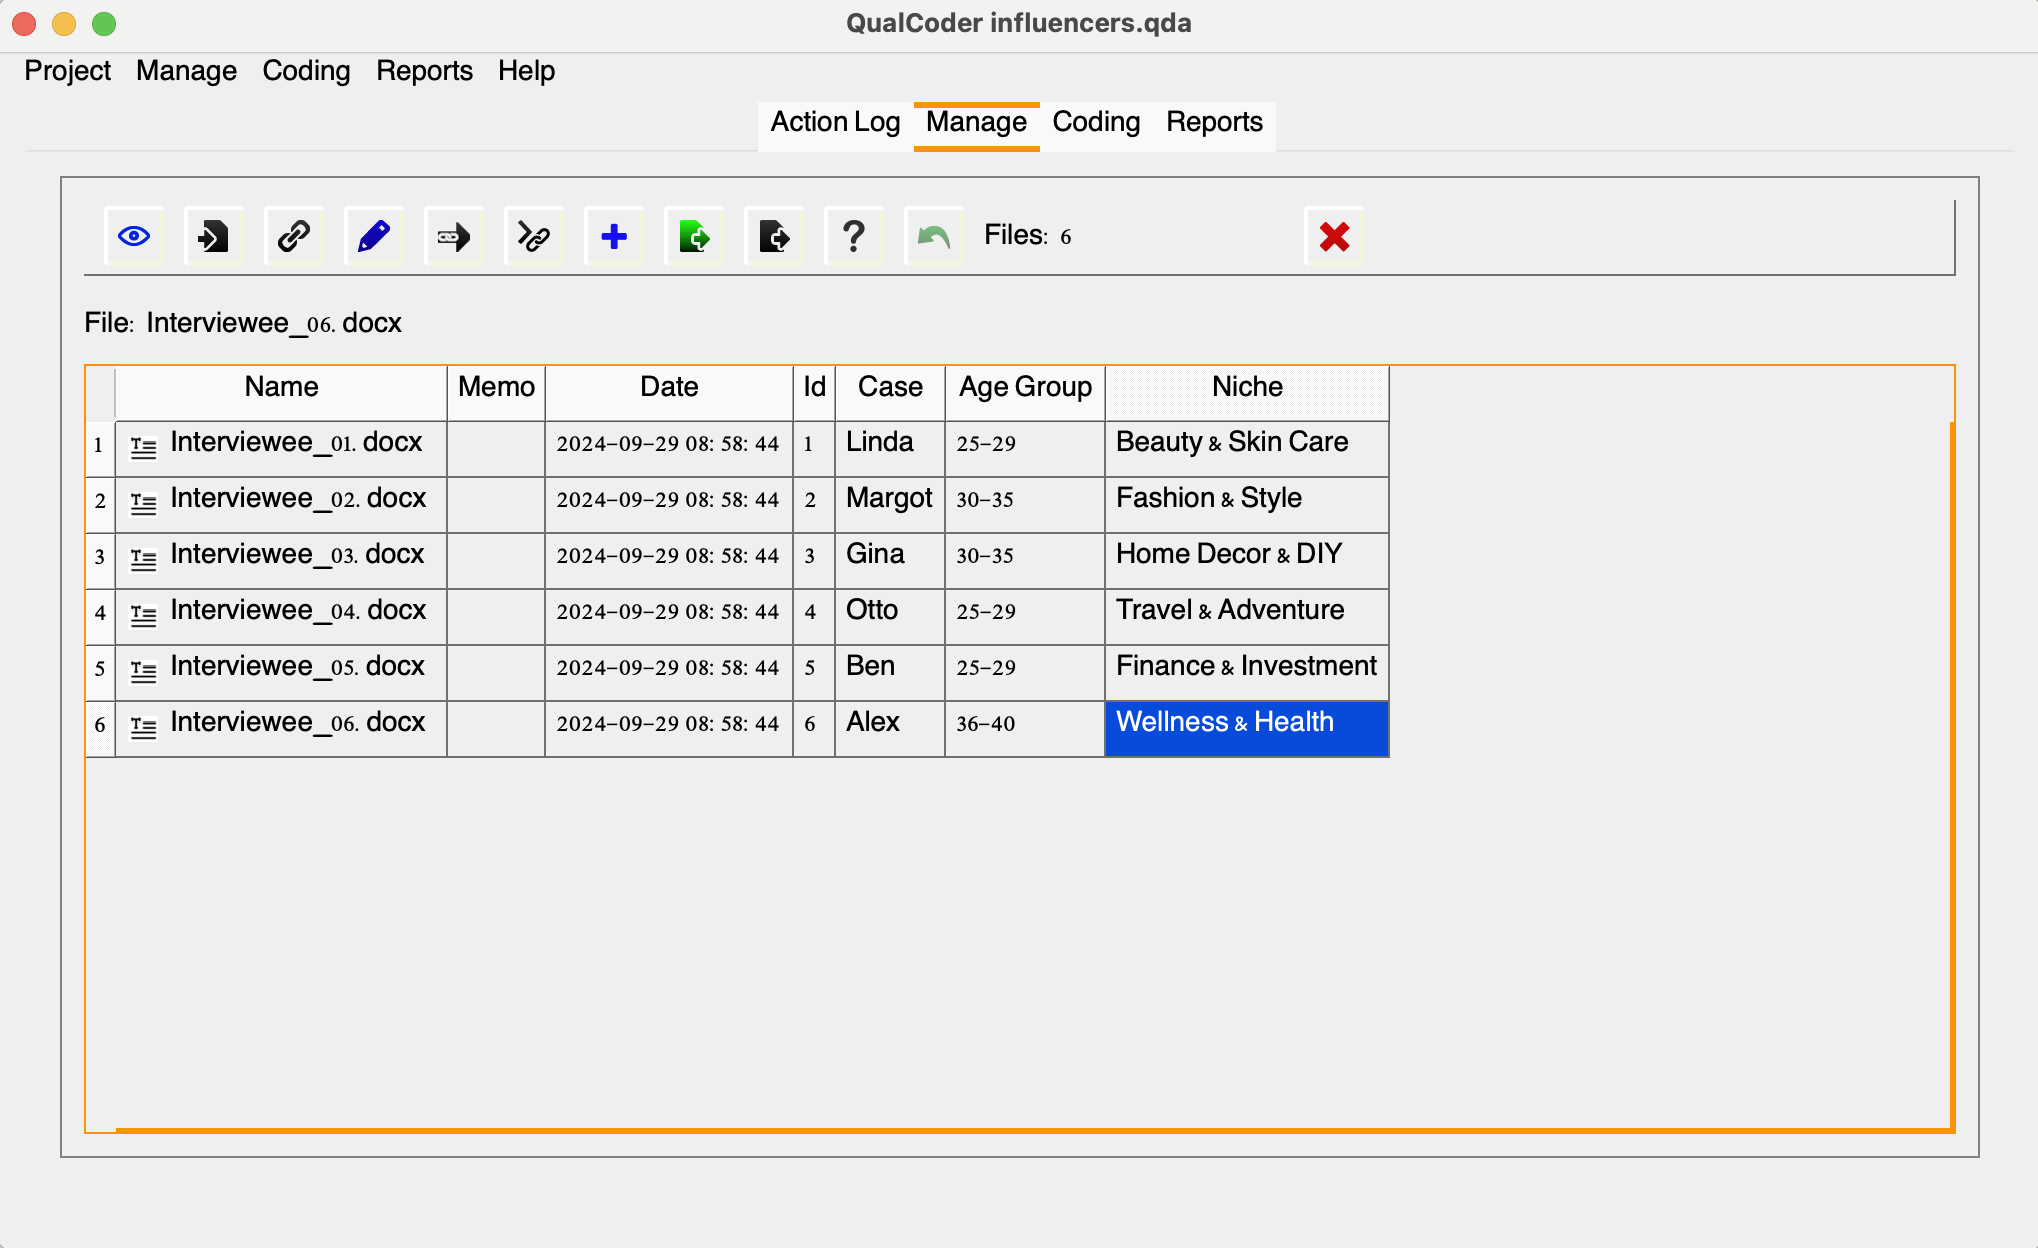 QualCoder influencers.qda
Project Manage Coding Reports Help
Action Log Manage Coding Reports
Files: 6
File: Interviewee_06. docx
Name Memo Date Id Case Age Group Niche
1 Interviewee_01. docx 2024-09-29 08: 58: 44 1 Linda 25-29 Beauty & Skin Care
2 Interviewee_02. docx 2024-09-29 08: 58: 44 2 Margot 30-35 Fashion & Style
3 Interviewee_03. docx 2024-09-29 08: 58: 44 3 Gina 30-35 Home Decor & DIY
4 Interviewee_04. docx 2024-09-29 08: 58: 44 4 Otto 25-29 Travel & Adventure
5 Interviewee_05. docx 2024-09-29 08: 58: 44 5 Ben 25-29 Finance & Investment
6 Interviewee_06. docx 2024-09-29 08: 58: 44 6 Alex 36-40 Wellness & Health